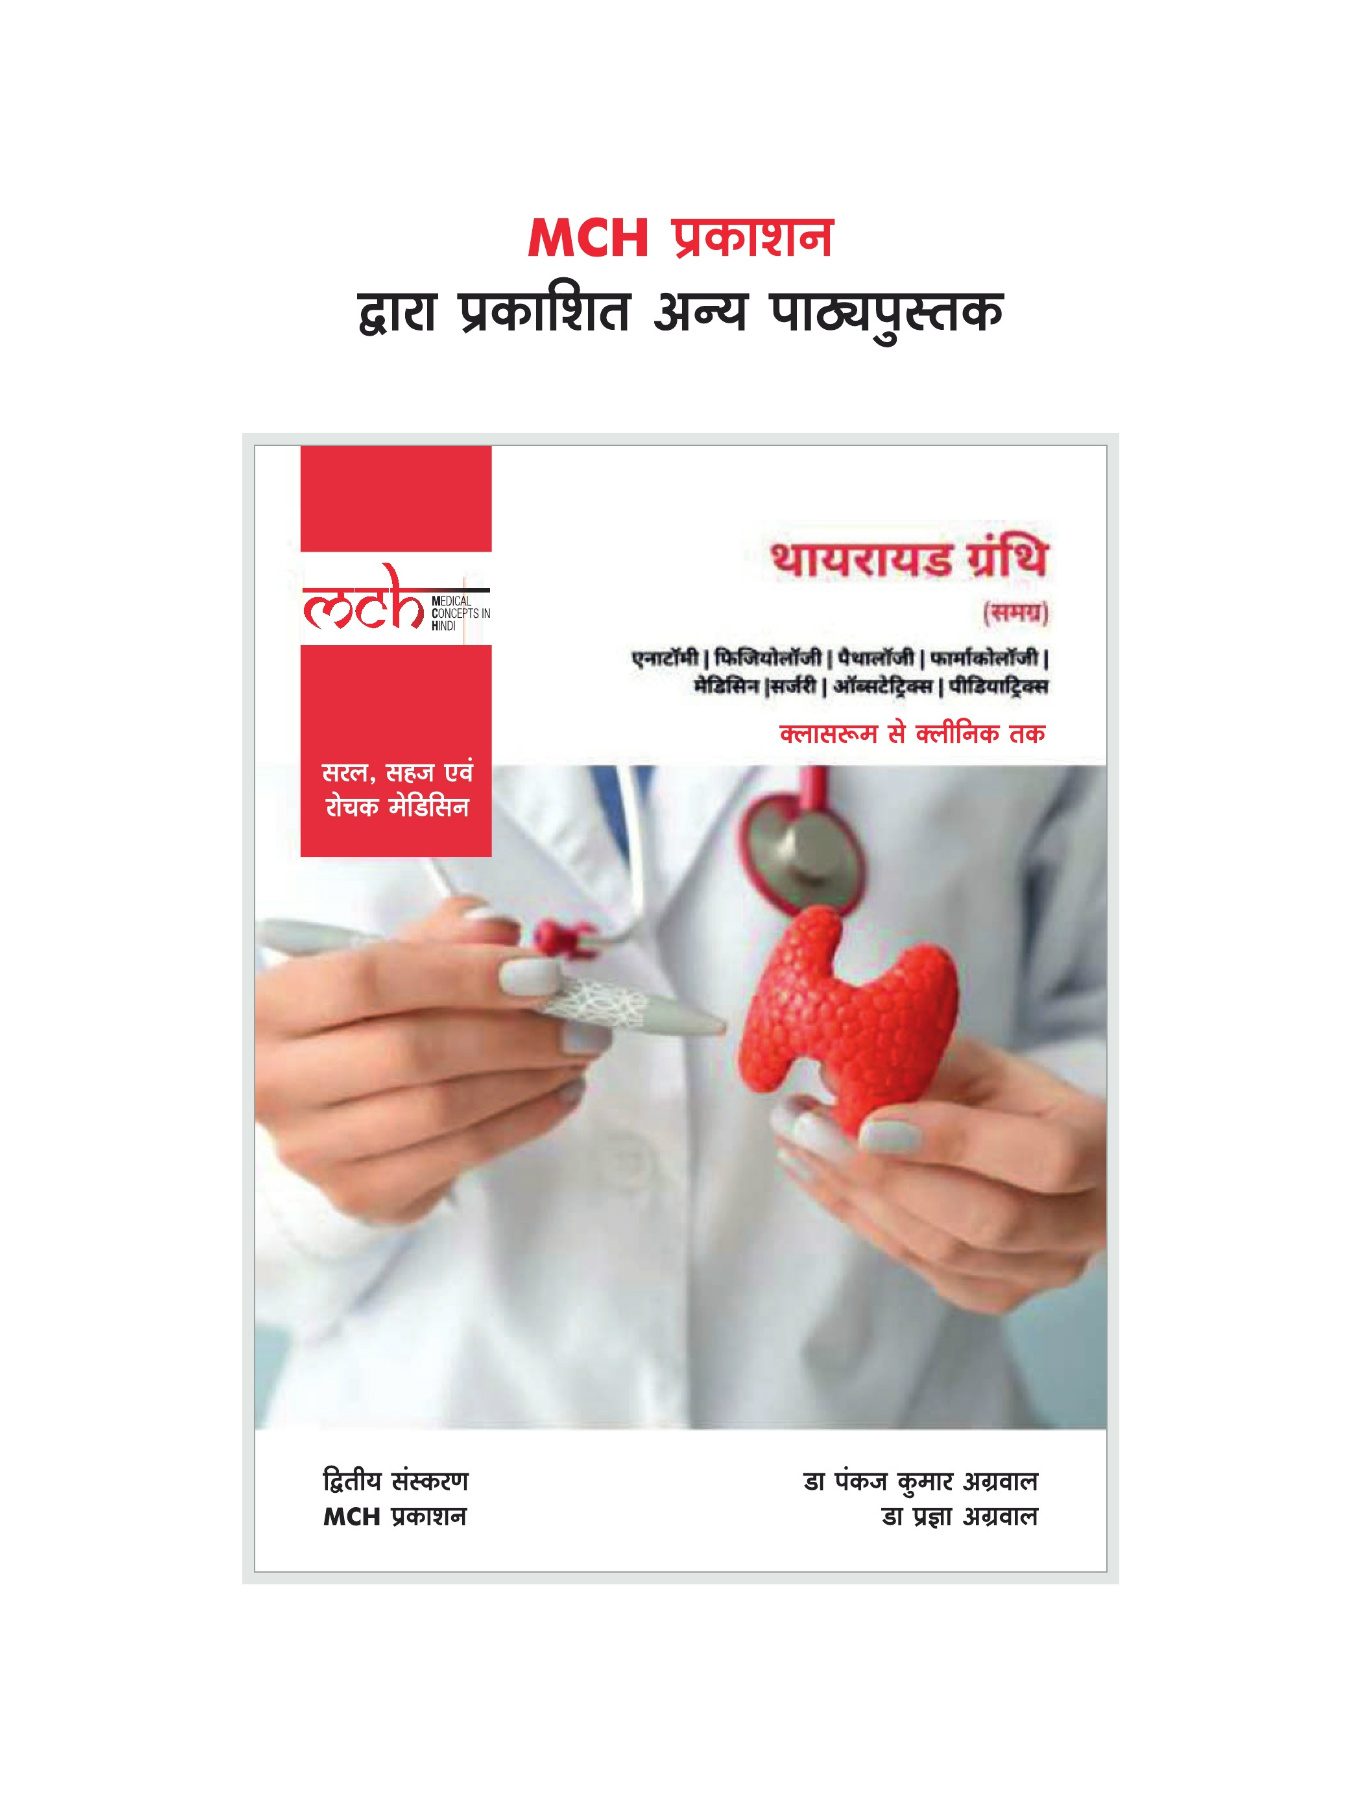 MCH प्रकाशन
द्वारा प्रकाशित अन्य पाठ्यपुस्तक
थायरायड ग्रंथि
(समग्र)
एनाटॉमी | फिजियोलॉजी | पैथालॉजी | फार्माकोलॉजी |
मेडिसिन |सर्जरी | ऑब्सटेट्रिक्स | पीडियाट्रिक्स
क्लासरूम से क्लीनिक तक
mch
MEDICAL
CONCEPTS IN
HINDI
सरल, सहज एवं
रोचक मेडिसिन
द्वितीय संस्करण
MCH प्रकाशन
डा पंकज कुमार अग्रवाल
डा प्रज्ञा अग्रवाल